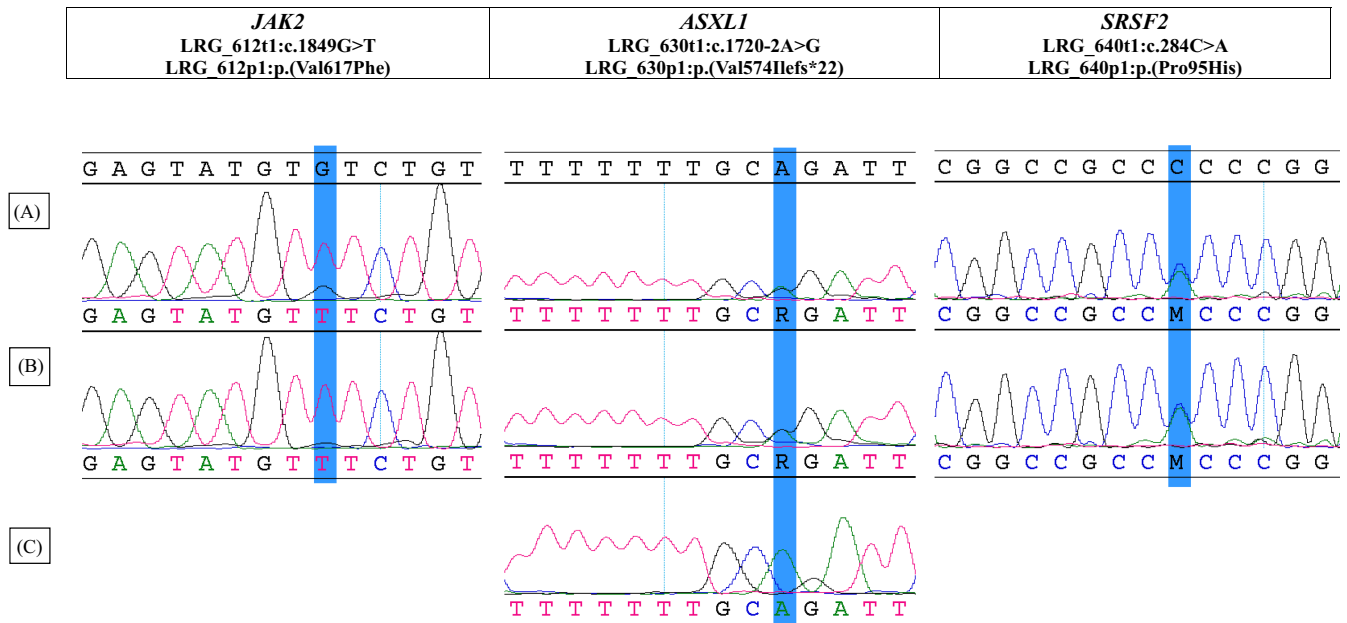 JAK2 ASXL1 SRSF2
LRG_612t1:c.1849G>T LRG_630t1:c.1720-2A>G LRG_640t1:c.284C>A
LRG_612p1:p.(Val617Phe) LRG_630p1:p.(Val574Ilefs*22) LRG_640p1:p.(Pro95His)
G A G T A T G T G T C T G T T T T T T T T G C A G A T T C G G C C G C C C C C C G G
(A)
G A G T A T G T T T C T G T T T T T T T T G C R G A T T C G G C C G C C M C C C G G
(B)
G A G T A T G T T T C T G T T T T T T T T G C R G A T T C G G C C G C C M C C C G G
(C)
T T T T T T T G C A G A T T